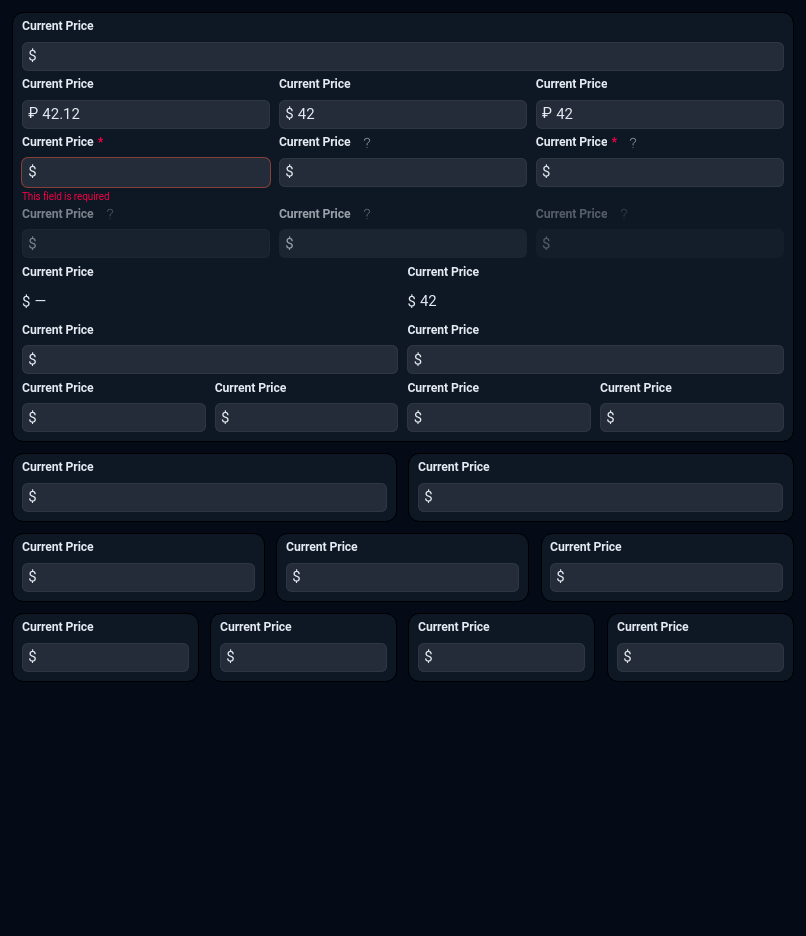 Current Price
$
Current Price Current Price Current Price
₽ 42.12 $ 42 ₽ 42
Current Price * Current Price ? Current Price * ?
$ $ $
This field is required
Current Price ? Current Price ? Current Price ?
$ $ $
Current Price Current Price
$ — $ 42
Current Price Current Price
$ $
Current Price Current Price Current Price Current Price
$ $ $ $
Current Price Current Price
$ $
Current Price Current Price Current Price
$ $ $
Current Price Current Price Current Price Current Price
$ $ $ $